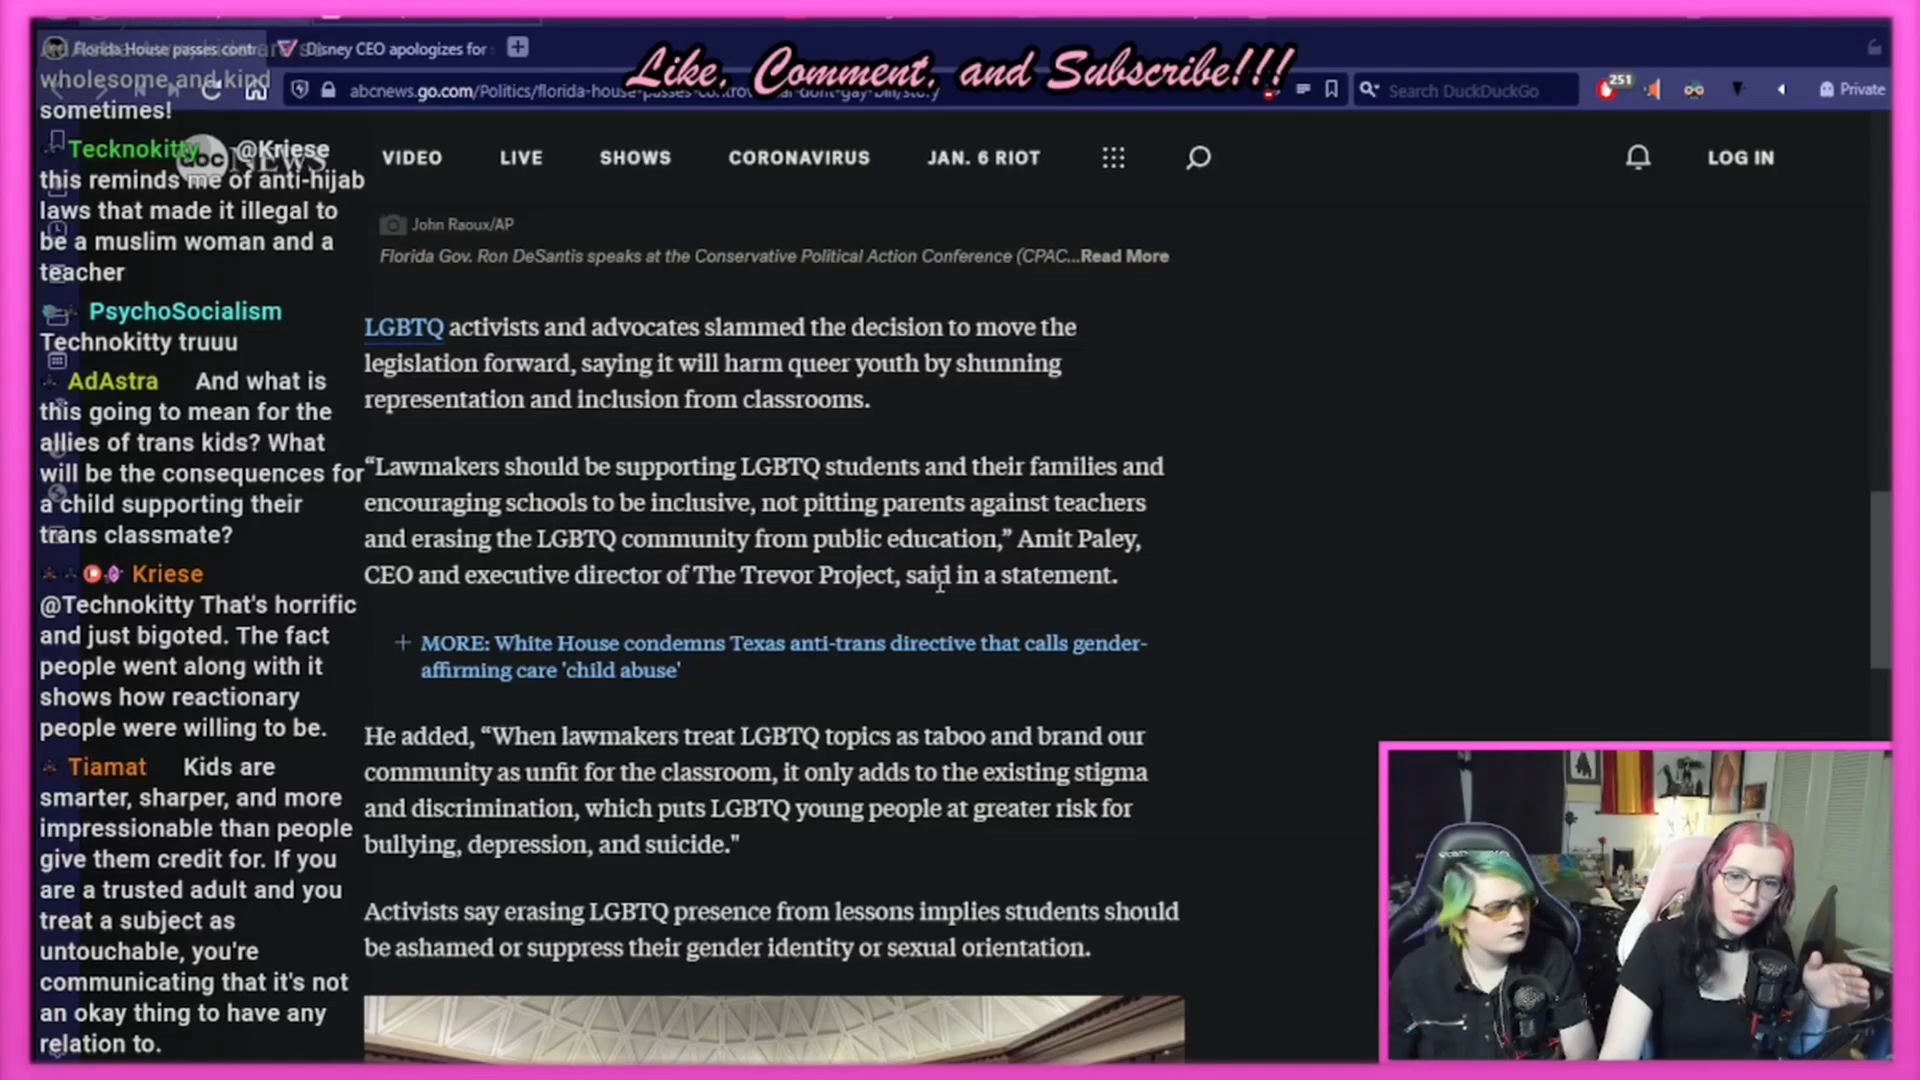 Florida House passes contr
Disney CEO apologizes for
Like, Comment, and Subscribe!!!
abcnews.go.com/Politics/florida-house-passes-controv
Search DuckDuckGo
251
Private
wholesome and kind
sometimes!
Tecknokitty @Kriese
this reminds me of anti-hijab
laws that made it illegal to
be a muslim woman and a
teacher
PsychoSocialism
Technokitty truuu
AdAstra And what is
this going to mean for the
allies of trans kids? What
will be the consequences for
a child supporting their
trans classmate?
Kriese
@Technokitty That's horrific
and just bigoted. The fact
people went along with it
shows how reactionary
people were willing to be.
Tiamat Kids are
smarter, sharper, and more
impressionable than people
give them credit for. If you
are a trusted adult and you
treat a subject as
untouchable, you're
communicating that it's not
an okay thing to have any
relation to.
abc NEWS
VIDEO LIVE SHOWS CORONAVIRUS JAN. 6 RIOT LOG IN
John Raoux/AP
Florida Gov. Ron DeSantis speaks at the Conservative Political Action Conference (CPAC...Read More
LGBTQ activists and advocates slammed the decision to move the
legislation forward, saying it will harm queer youth by shunning
representation and inclusion from classrooms.
“Lawmakers should be supporting LGBTQ students and their families and
encouraging schools to be inclusive, not pitting parents against teachers
and erasing the LGBTQ community from public education,” Amit Paley,
CEO and executive director of The Trevor Project, said in a statement.
+ MORE: White House condemns Texas anti-trans directive that calls gender-
affirming care 'child abuse'
He added, “When lawmakers treat LGBTQ topics as taboo and brand our
community as unfit for the classroom, it only adds to the existing stigma
and discrimination, which puts LGBTQ young people at greater risk for
bullying, depression, and suicide."
Activists say erasing LGBTQ presence from lessons implies students should
be ashamed or suppress their gender identity or sexual orientation.